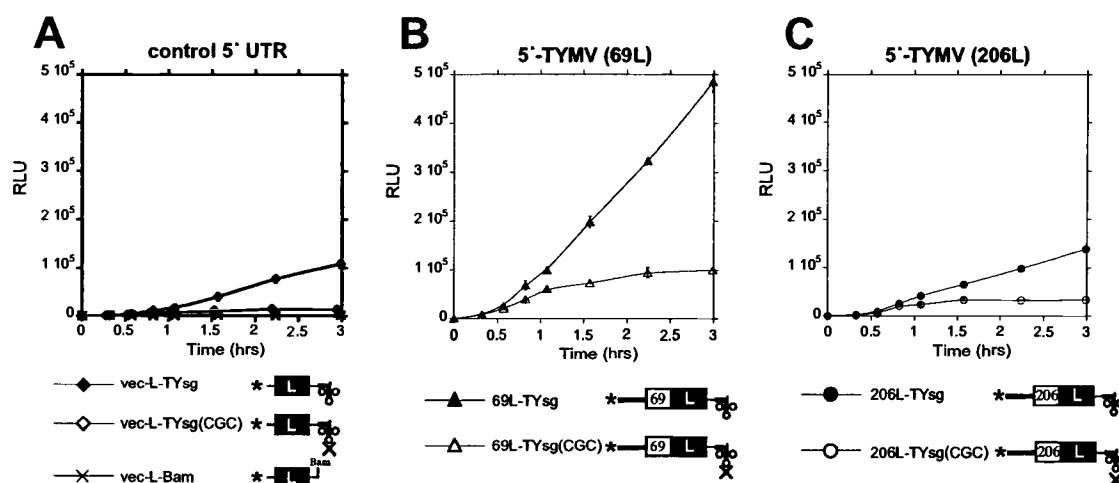 A
control 5` UTR
5 10⁵
4 10⁵
3 10⁵
2 10⁵
1 10⁵
0
RLU
0 0.5 1 1.5 2 2.5 3
Time (hrs)
vec-L-TYsg
* L
vec-L-TYsg(CGC)
* L
vec-L-Bam
* L Bam
B
5`-TYMV (69L)
5 10⁵
4 10⁵
3 10⁵
2 10⁵
1 10⁵
0
RLU
0 0.5 1 1.5 2 2.5 3
Time (hrs)
69L-TYsg
* 69 L
69L-TYsg(CGC)
* 69 L
C
5`-TYMV (206L)
5 10⁵
4 10⁵
3 10⁵
2 10⁵
1 10⁵
0
RLU
0 0.5 1 1.5 2 2.5 3
Time (hrs)
206L-TYsg
* 206 L
206L-TYsg(CGC)
* 206 L